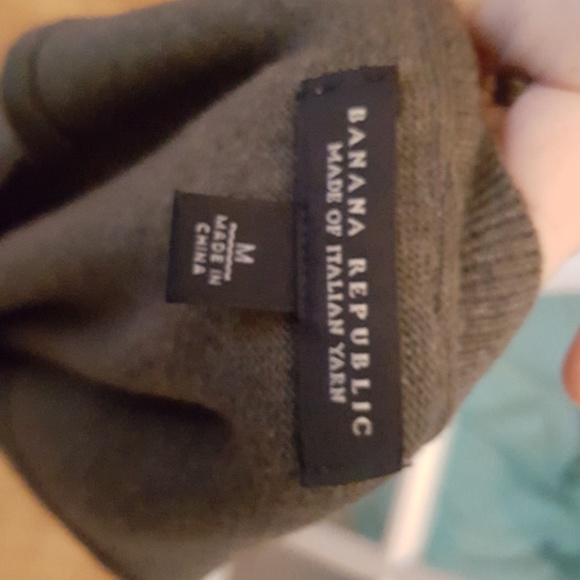 BANANA REPUBLIC
MADE OF ITALIAN YARN
M
MADE IN
CHINA